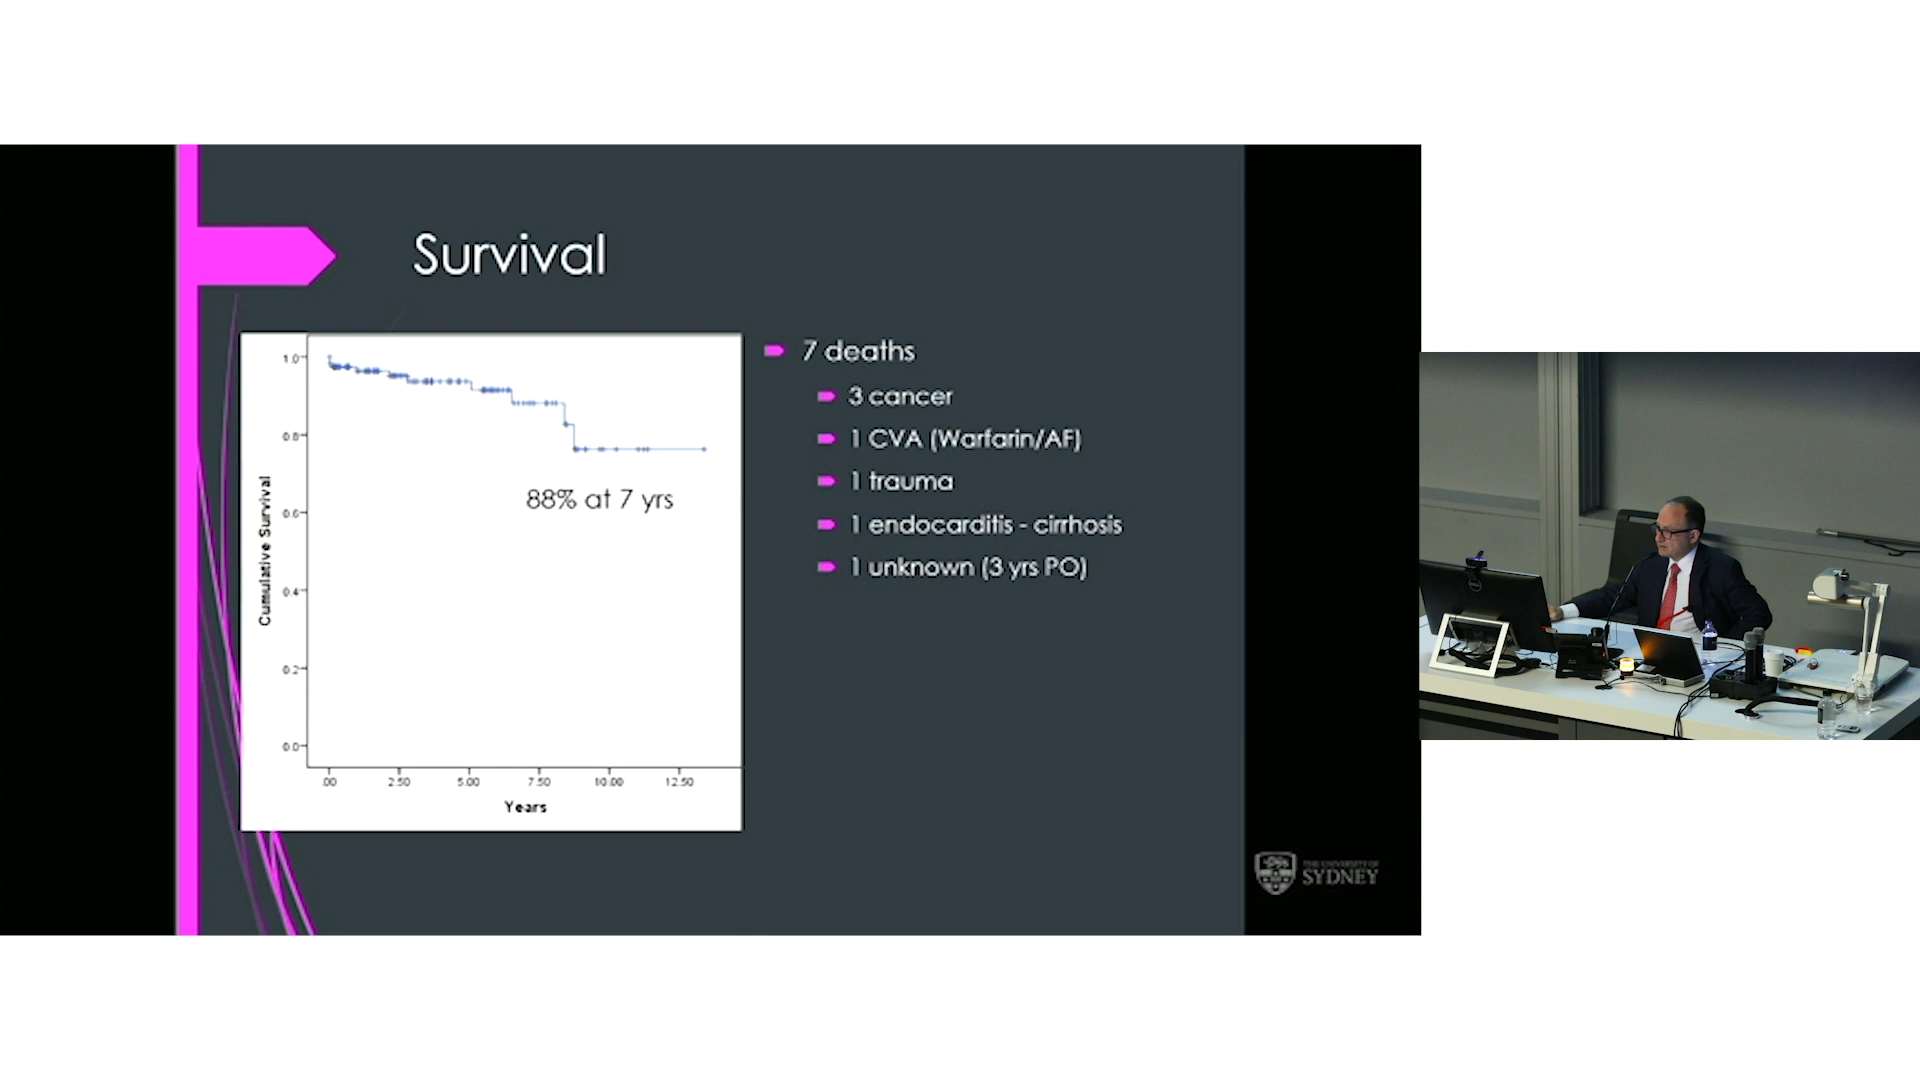 Survival
1.0
0.8
0.6
0.4
0.2
0.0
Cumulative Survival
88% at 7 yrs
.00 2.50 5.00 7.50 10.00 12.50
Years
7 deaths
3 cancer
1 CVA (Warfarin/AF)
1 trauma
1 endocarditis - cirrhosis
1 unknown (3 yrs PO)
THE UNIVERSITY OF
SYDNEY